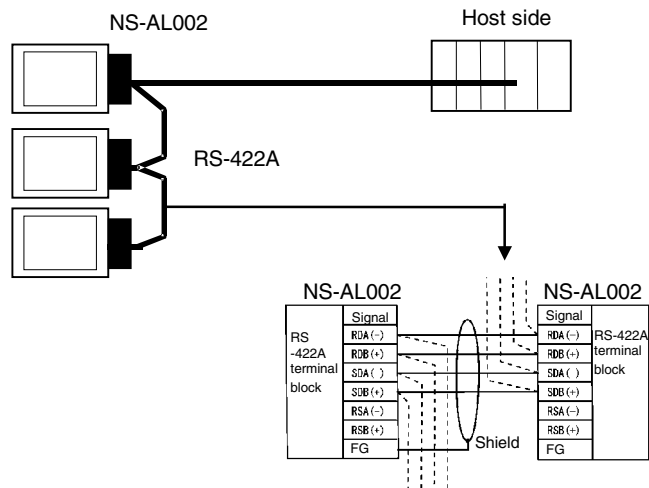 NS-AL002
Host side
RS-422A
NS-AL002
Signal
RS
-422A
terminal
block
RDA (-)
RDB (+)
SDA ( )
SDB (+)
RSA (-)
RSB (+)
FG
Shield
NS-AL002
Signal
RDA (-)
RDB (+)
SDA ( )
SDB (+)
RSA (-)
RSB (+)
FG
RS-422A
terminal
block